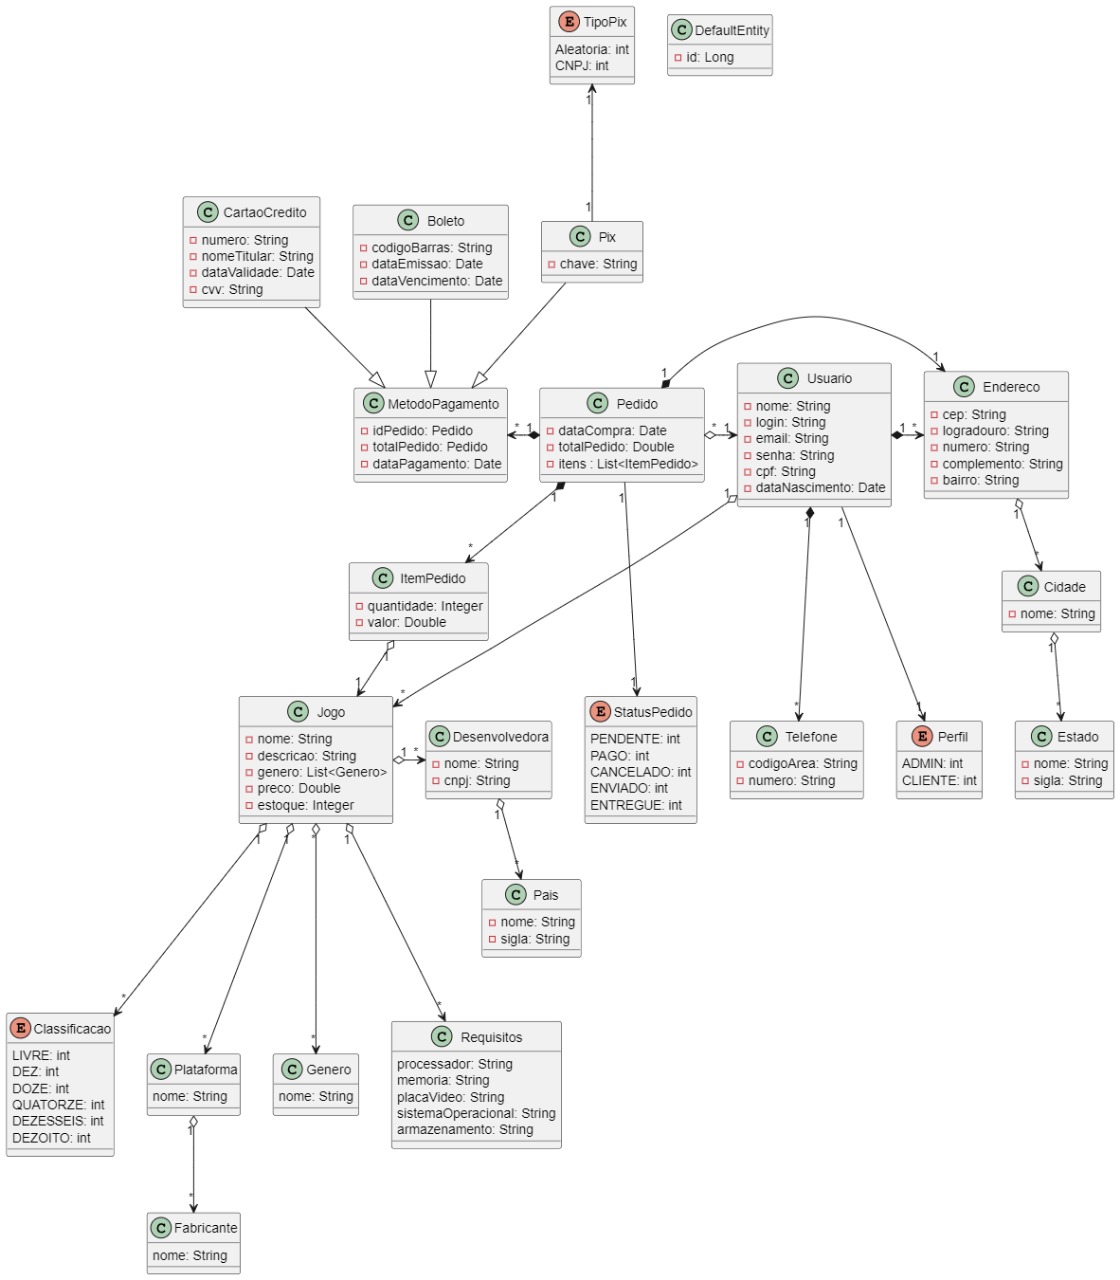 E TipoPix
Aleatoria: int
CNPJ: int
C DefaultEntity
id: Long
1
1
C CartaoCredito
numero: String
nomeTitular: String
dataValidade: Date
cvv: String
C Boleto
codigoBarras: String
dataEmissao: Date
dataVencimento: Date
C Pix
chave: String
1
1
C MetodoPagamento
idPedido: Pedido
totalPedido: Pedido
dataPagamento: Date
* 1
C Pedido
dataCompra: Date
totalPedido: Double
itens : List<ItemPedido>
* 1
C Usuario
nome: String
login: String
email: String
senha: String
cpf: String
dataNascimento: Date
1 *
C Endereco
cep: String
logradouro: String
numero: String
complemento: String
bairro: String
1
1
1
1
1
1
*
*
C ItemPedido
quantidade: Integer
valor: Double
C Cidade
nome: String
1
1
1
*
1
*
1
*
C Jogo
nome: String
descricao: String
genero: List<Genero>
preco: Double
estoque: Integer
1 *
C Desenvolvedora
nome: String
cnpj: String
E StatusPedido
PENDENTE: int
PAGO: int
CANCELADO: int
ENVIADO: int
ENTREGUE: int
C Telefone
codigoArea: String
numero: String
E Perfil
ADMIN: int
CLIENTE: int
C Estado
nome: String
sigla: String
1
1
1
*
1
*
C Pais
nome: String
sigla: String
*
*
*
*
E Classificacao
LIVRE: int
DEZ: int
DOZE: int
QUATORZE: int
DEZESSEIS: int
DEZOITO: int
C Plataforma
nome: String
C Genero
nome: String
C Requisitos
processador: String
memoria: String
placaVideo: String
sistemaOperacional: String
armazenamento: String
1
*
C Fabricante
nome: String